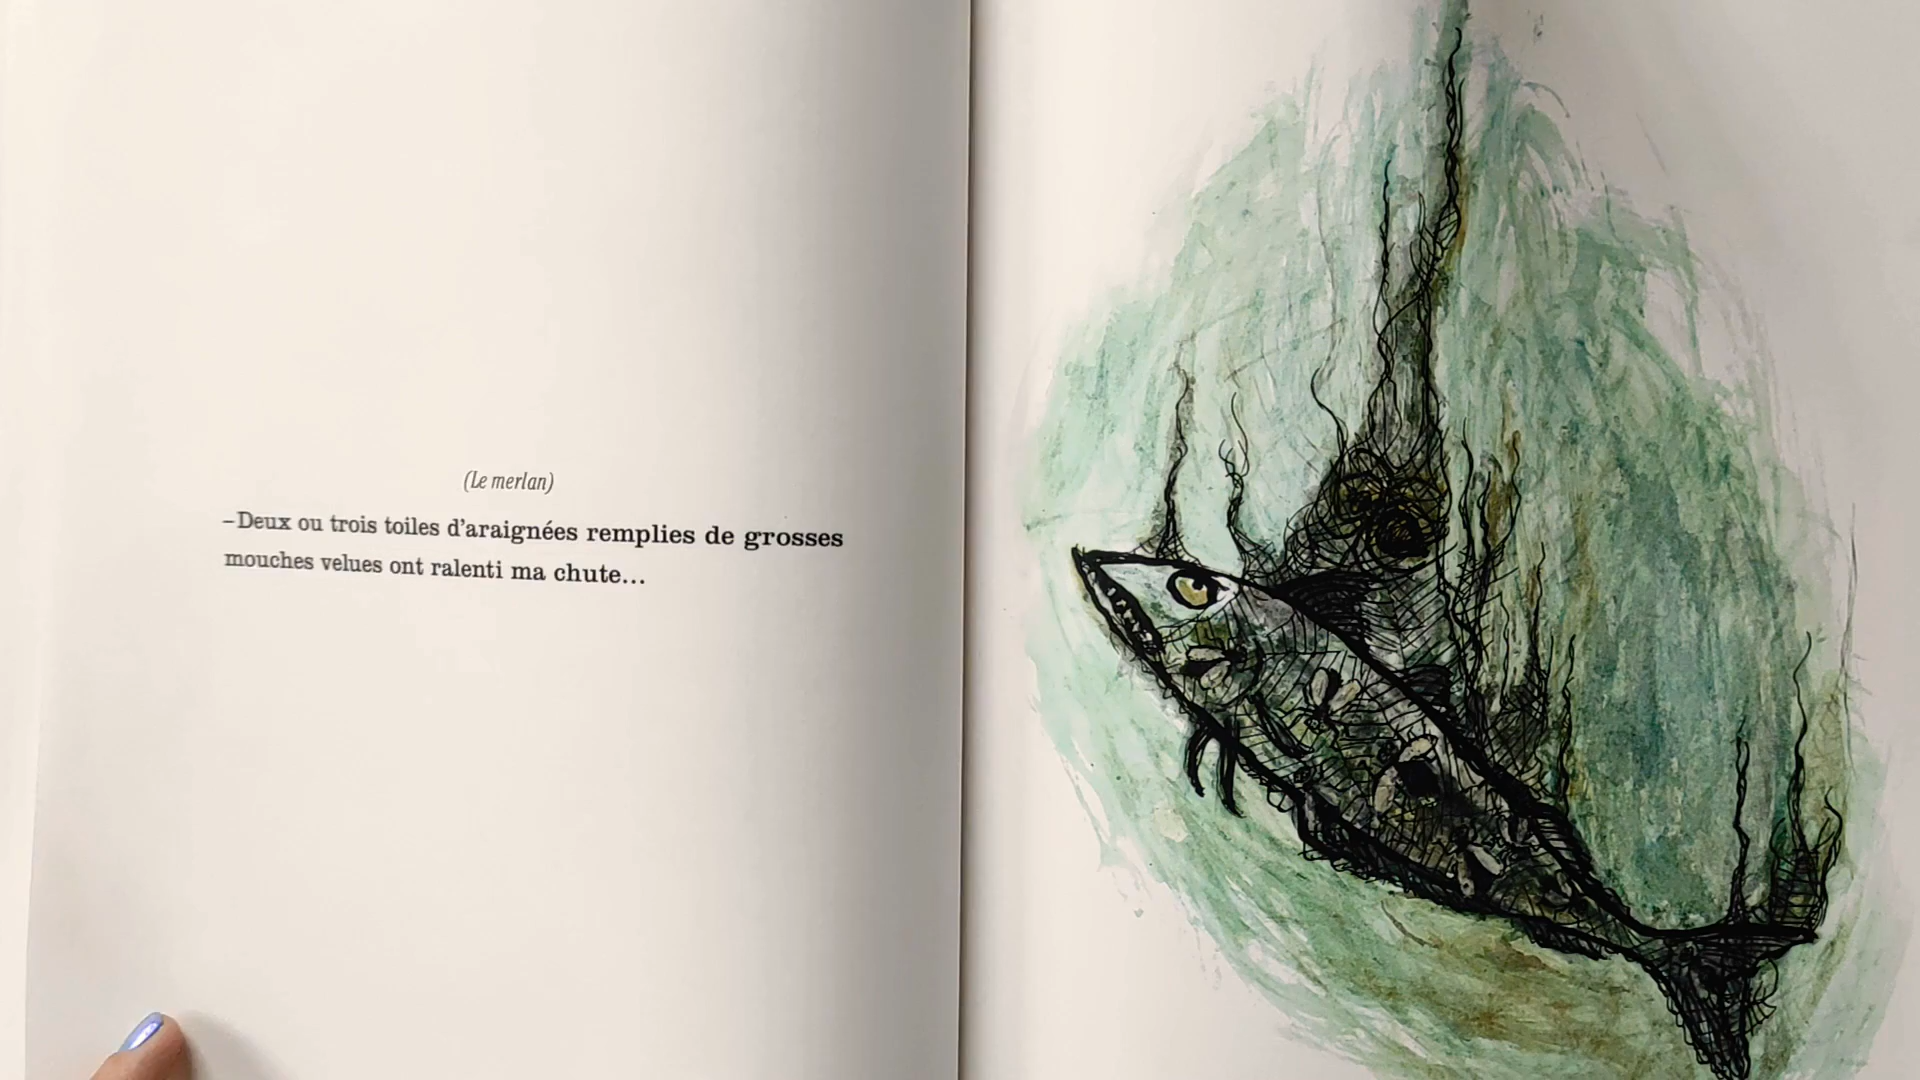 (Le merlan)
–Deux ou trois toiles d’araignées remplies de grosses
mouches velues ont ralenti ma chute...